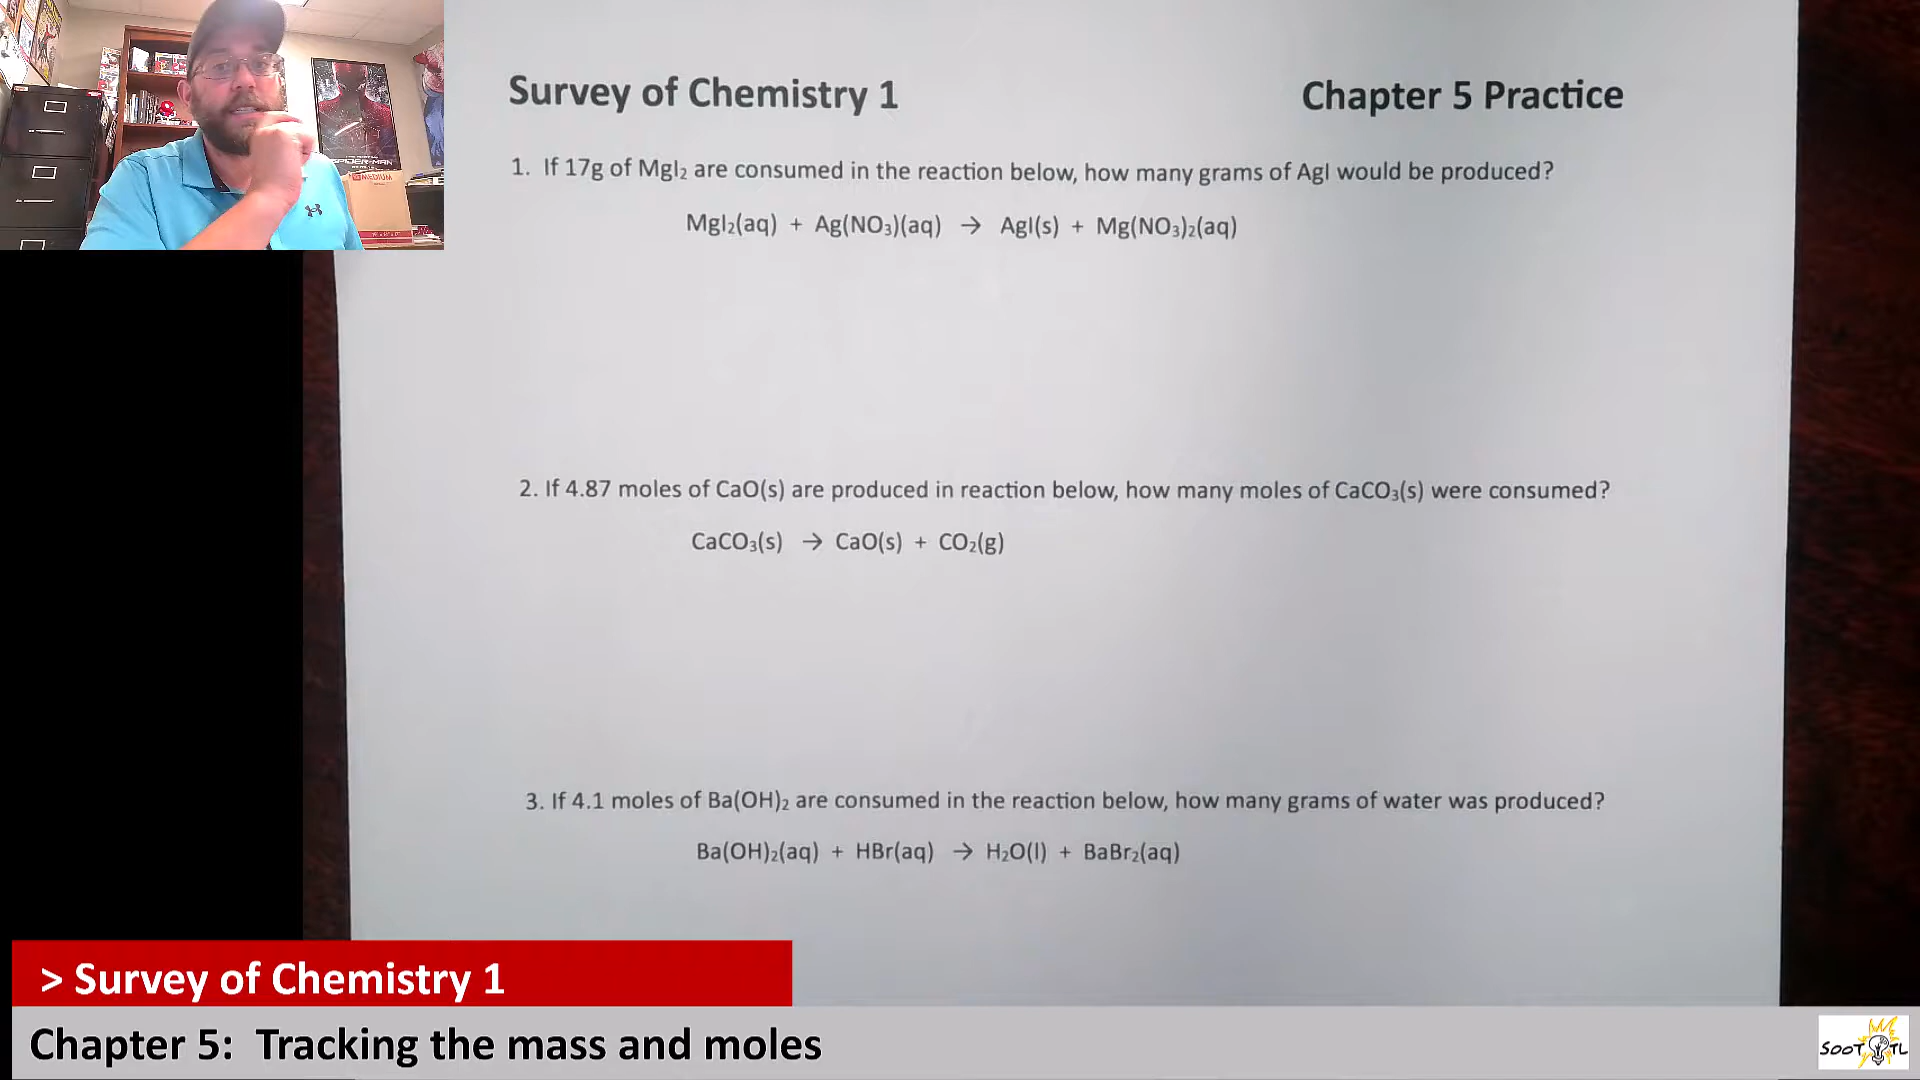 SPIDER-MAN
MEDIUM
Survey of Chemistry 1
Chapter 5 Practice
1. If 17g of MgI₂ are consumed in the reaction below, how many grams of AgI would be produced?
MgI₂(aq) + Ag(NO₃)(aq) → AgI(s) + Mg(NO₃)₂(aq)
2. If 4.87 moles of CaO(s) are produced in reaction below, how many moles of CaCO₃(s) were consumed?
CaCO₃(s) → CaO(s) + CO₂(g)
3. If 4.1 moles of Ba(OH)₂ are consumed in the reaction below, how many grams of water was produced?
Ba(OH)₂(aq) + HBr(aq) → H₂O(l) + BaBr₂(aq)
> Survey of Chemistry 1
Chapter 5: Tracking the mass and moles
SOOT TL